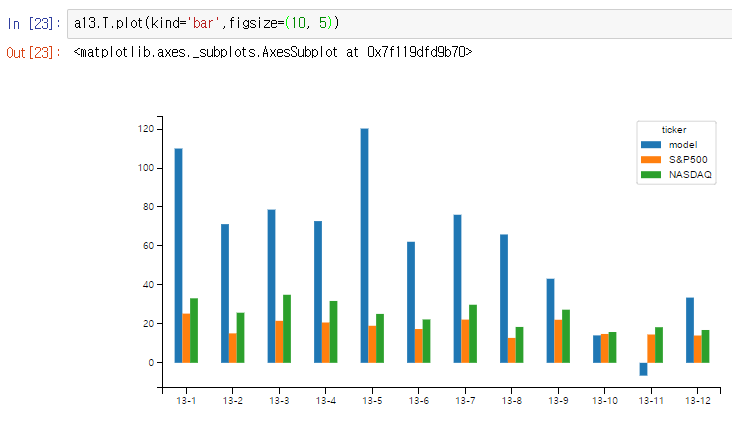 In [23]: a13.T.plot(kind='bar',figsize=(10, 5))
Out[23]: <matplotlib.axes._subplots.AxesSubplot at 0x7f119dfd9b70>
ticker
model
S&P500
NASDAQ
120
100
80
60
40
20
0
13-1 13-2 13-3 13-4 13-5 13-6 13-7 13-8 13-9 13-10 13-11 13-12